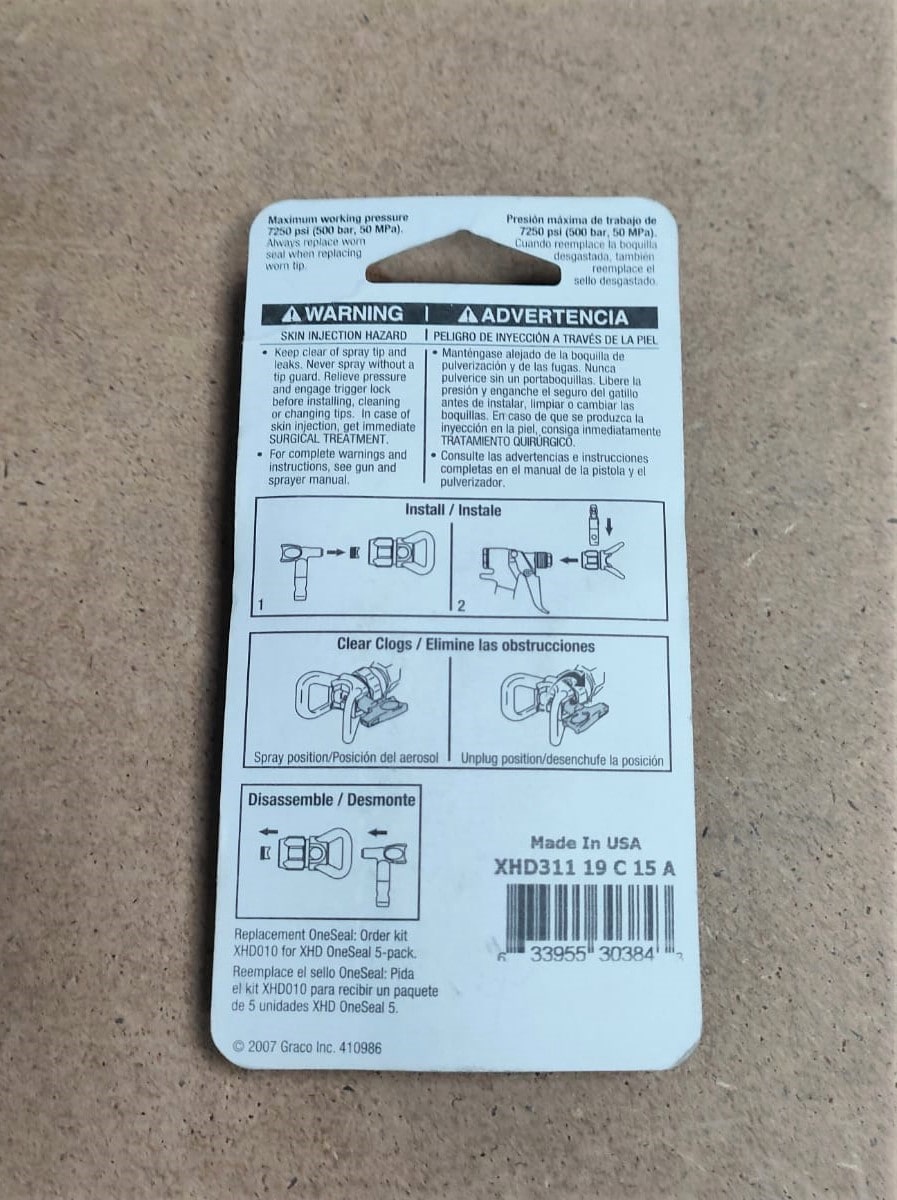 Maximum working pressure
7250 psi (500 bar, 50 MPa).
Always replace worn
seal when replacing
worn tip.
Presión máxima de trabajo de
7250 psi (500 bar, 50 MPa).
Cuando reemplace la boquilla
desgastada, también
reemplace el
sello desgastado.
WARNING
SKIN INJECTION HAZARD
• Keep clear of spray tip and
leaks. Never spray without a
tip guard. Relieve pressure
and engage trigger lock
before installing, cleaning
or changing tips. In case of
skin injection, get immediate
SURGICAL TREATMENT.
• For complete warnings and
instructions, see gun and
sprayer manual.
ADVERTENCIA
PELIGRO DE INYECCIÓN A TRAVÉS DE LA PIEL
• Manténgase alejado de la boquilla de
pulverización y de las fugas. Nunca
pulverice sin un portaboquillas. Libere la
presión y enganche el seguro del gatillo
antes de instalar, limpiar o cambiar las
boquillas. En caso de que se produzca la
inyección en la piel, consiga inmediatamente
TRATAMIENTO QUIRÚRGICO.
• Consulte las advertencias e instrucciones
completas en el manual de la pistola y el
pulverizador.
Install / Instale
1
2
Clear Clogs / Elimine las obstrucciones
Spray position/Posición del aerosol
Unplug position/desenchufe la posición
Disassemble / Desmonte
Made In USA
XHD311 19 C 15 A
6 33955 30384 3
Replacement OneSeal: Order kit
XHD010 for XHD OneSeal 5-pack.
Reemplace el sello OneSeal: Pida
el kit XHD010 para recibir un paquete
de 5 unidades XHD OneSeal 5.
© 2007 Graco Inc. 410986